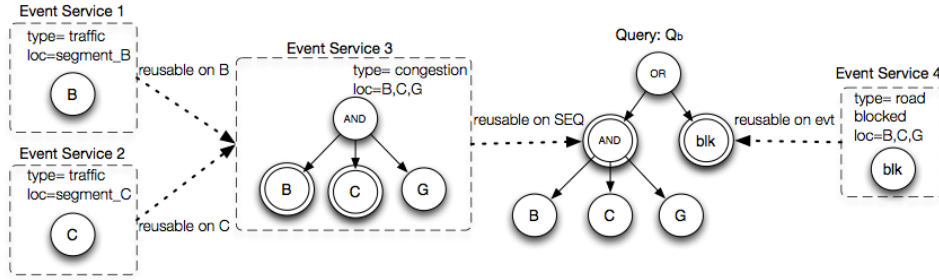 Event Service 1
type= traffic
loc=segment_B
B
reusable on B
Event Service 2
type= traffic
loc=segment_C
C
reusable on C
Event Service 3
type= congestion
loc=B,C,G
AND
B
C
G
reusable on SEQ
Query: Qb
OR
AND
blk
B
C
G
reusable on evt
Event Service 4
type= road
blocked
loc=B,C,G
blk